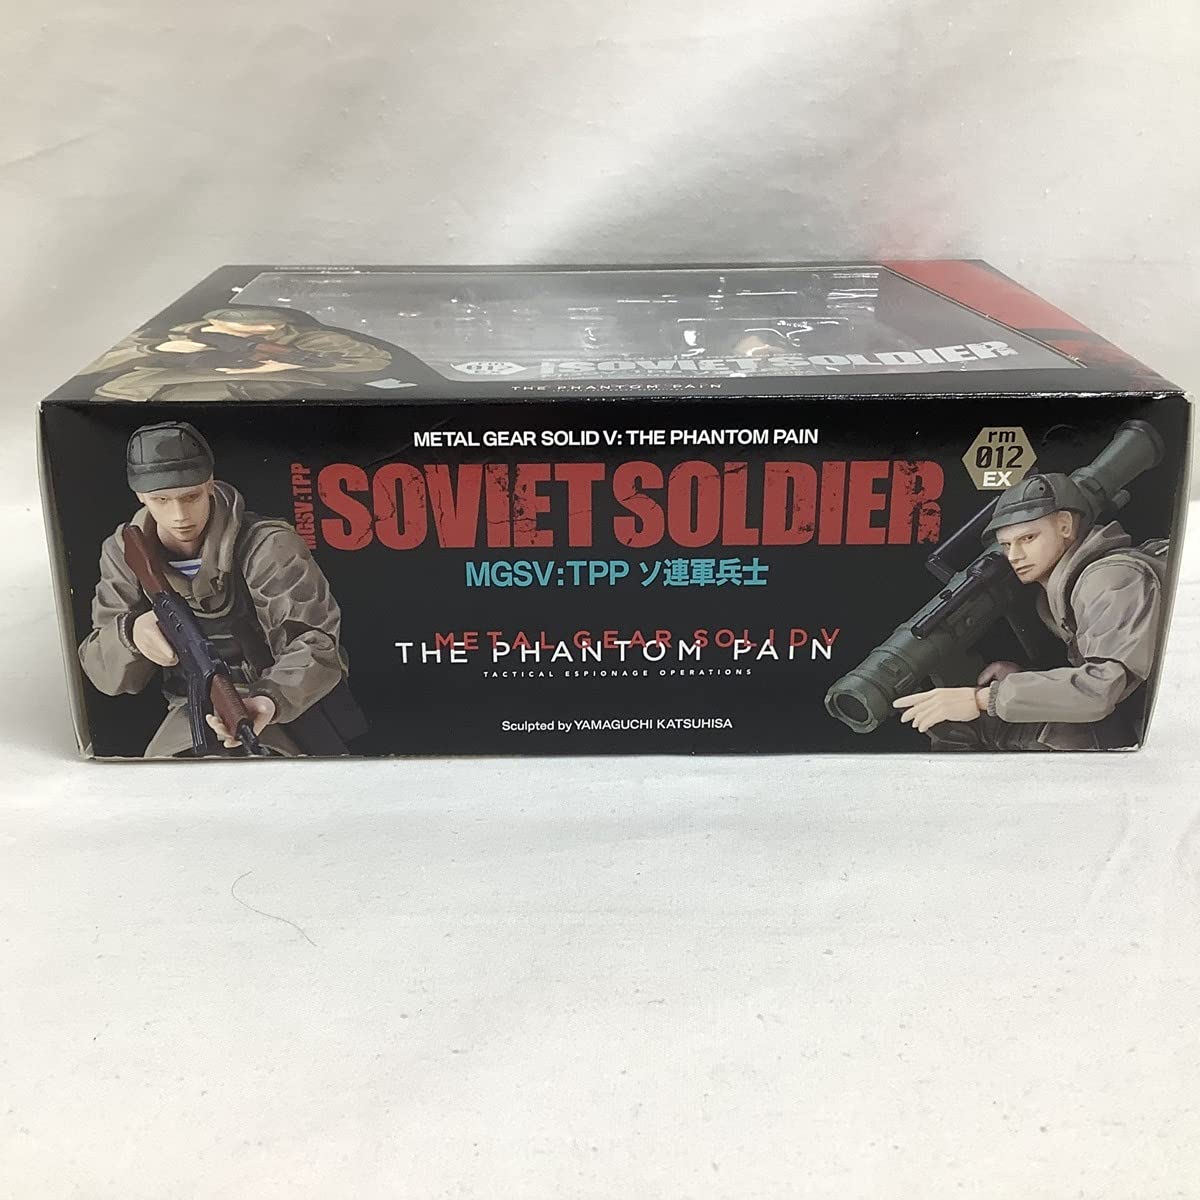 SOVIET SOLDIER
THE PHANTOM PAIN
METAL GEAR SOLID V: THE PHANTOM PAIN
rm
012
EX
MGSV:TPP
SOVIET SOLDIER
MGSV:TPP ソ連軍兵士
METAL GEAR SOLID V
THE PHANTOM PAIN
TACTICAL ESPIONAGE OPERATIONS
Sculpted by YAMAGUCHI KATSUHISA